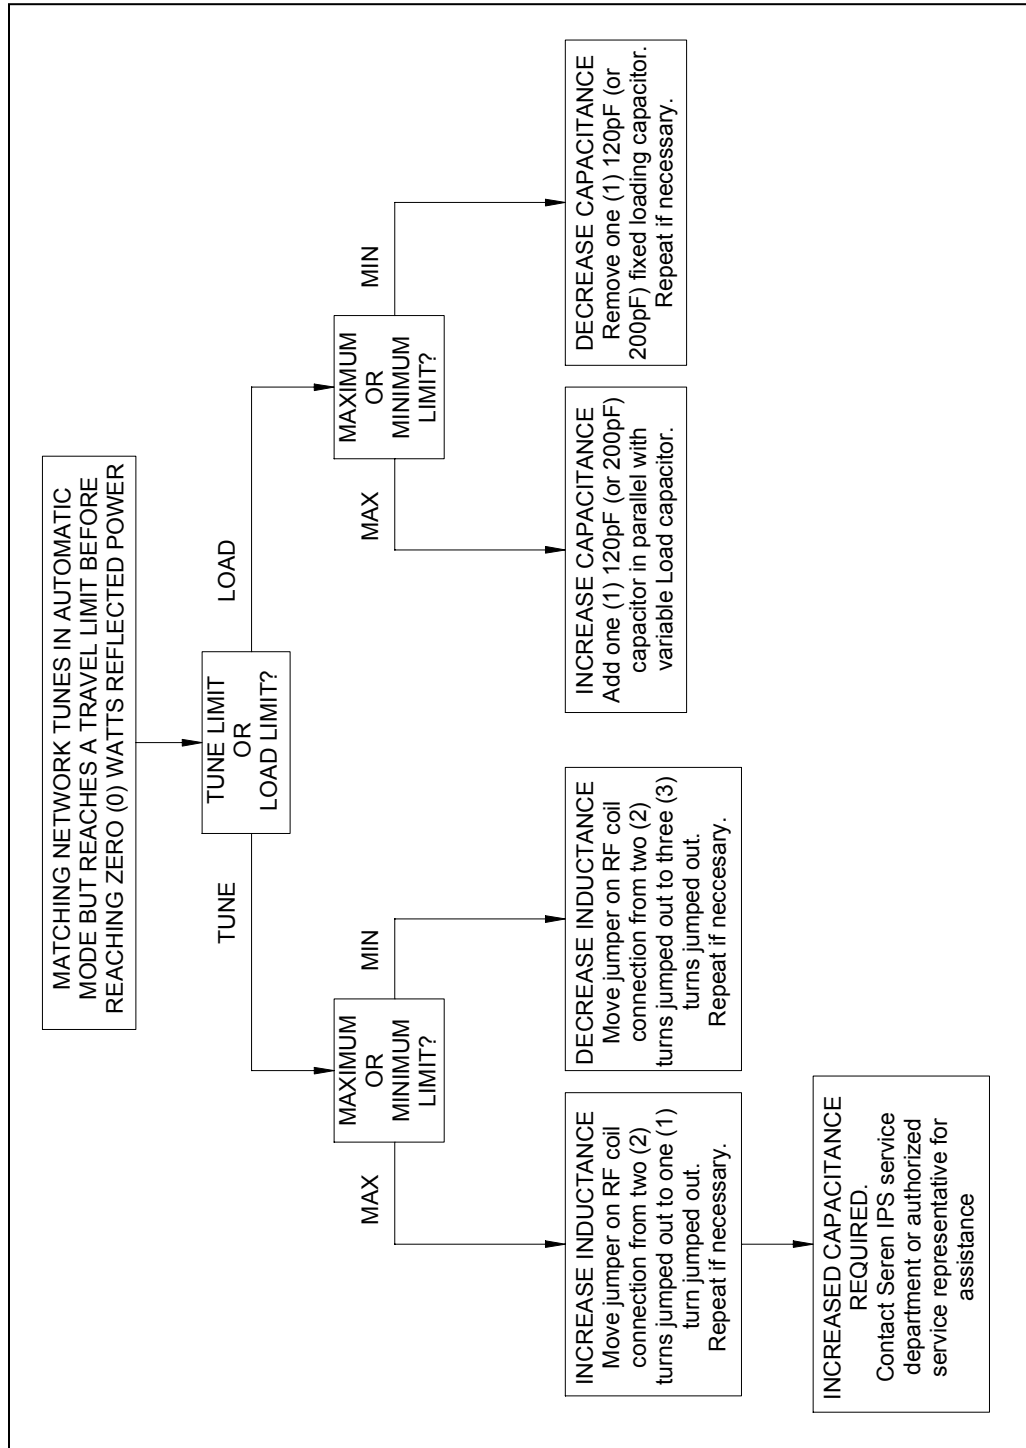 MATCHING NETWORK TUNES IN AUTOMATIC
MODE BUT REACHES A TRAVEL LIMIT BEFORE
REACHING ZERO (0) WATTS REFLECTED POWER
TUNE LIMIT
OR
LOAD LIMIT?
TUNE
LOAD
MAXIMUM
OR
MINIMUM
LIMIT?
MAX
MIN
MAXIMUM
OR
MINIMUM
LIMIT?
MAX
MIN
INCREASE INDUCTANCE
Move jumper on RF coil
connection from two (2)
turns jumped out to one (1)
turn jumped out.
Repeat if necessary.
DECREASE INDUCTANCE
Move jumper on RF coil
connection from two (2)
turns jumped out to three (3)
turns jumped out.
Repeat if neccesary.
INCREASE CAPACITANCE
Add one (1) 120pF (or 200pF)
capacitor in parallel with
variable Load capacitor.
DECREASE CAPACITANCE
Remove one (1) 120pF (or
200pF) fixed loading capacitor.
Repeat if necessary.
INCREASED CAPACITANCE
REQUIRED.
Contact Seren IPS service
department or authorized
service representative for
assistance